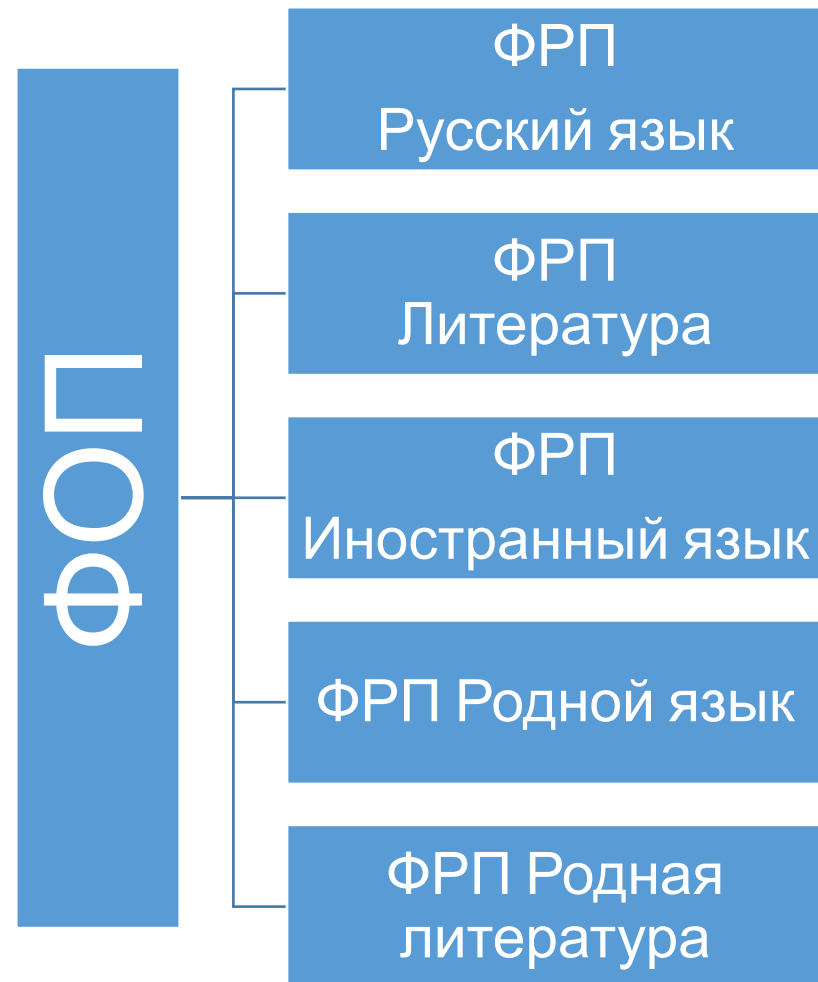 ФОП
ФРП
Русский язык
ФРП
Литература
ФРП
Иностранный язык
ФРП Родной язык
ФРП Родная
литература